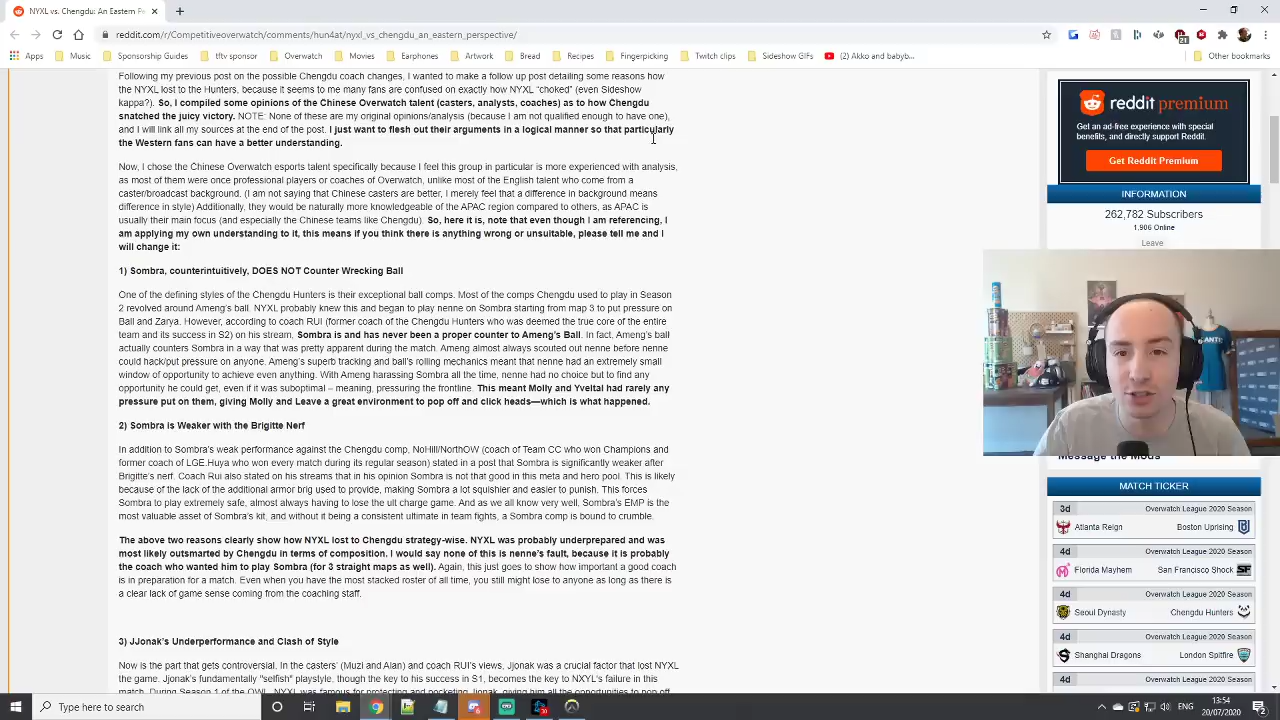 NYXL vs. Chengdu: An Eastern Pe
reddit.com/r/Competitiveoverwatch/comments/hun4at/nyxl_vs_chengdu_an_eastern_perspective/
Apps
Music
Sponsorship Guides
tftv sponsor
Overwatch
Movies
Earphones
Artwork
Bread
Recipes
Fingerpicking
Twitch clips
Sideshow GIFs
(2) Akko and babyb...
Other bookmarks
Following my previous post on the possible Chengdu coach changes, I wanted to make a follow up post detailing some reasons how
the NYXL lost to the Hunters, because it seems to me many fans are confused on exactly how NYXL "choked" (even Sideshow
kappa?). So, I compiled some opinions of the Chinese Overwatch talent (casters, analysts, coaches) as to how Chengdu
snatched the juicy victory. NOTE: None of these are my original opinions/analysis (because I am not qualified enough to have one),
and I will link all my sources at the end of the post. I just want to flesh out their arguments in a logical manner so that particularly
the Western fans can have a better understanding.
Now, I chose the Chinese Overwatch esports talent specifically because I feel this group in particular is more experienced with analysis,
as most of them were once professional players or coaches of Overwatch, unlike most of the English talent who come from a
caster/broadcast background. (I am not saying that Chinese casters are better, I merely feel that a difference in background means
difference in style) Additionally, they would be naturally more knowledgeable of the APAC region compared to others, as APAC is
usually their main focus (and especially the Chinese teams like Chengdu). So, here it is, note that even though I am referencing, I
am applying my own understanding to it, this means if you think there is anything wrong or unsuitable, please tell me and I
will change it:
1) Sombra, counterintuitively, DOES NOT Counter Wrecking Ball
One of the defining styles of the Chengdu Hunters is their exceptional ball comps. Most of the comps Chengdu used to play in Season
2 revolved around Ameng's ball. NYXL probably knew this and began to play nenne on Sombra starting from map 3 to put pressure on
Ball and Zarya. However, according to coach RUI (former coach of the Chengdu Hunters who was deemed the true core of the entire
team and its success in S2) on his stream, Sombra is and has never been a proper counter to Ameng's Ball. In fact, Ameng's ball
actually counters Sombra in a way that was pretty apparent during the match. Ameng almost always scouted out nenne before nenne
could hack/put pressure on anyone. Ameng's superb tracking and ball's rolling mechanics meant that nenne had an extremely small
window of opportunity to achieve even anything. With Ameng harassing Sombra all the time, nenne had no choice but to find any
opportunity he could get, even if it was suboptimal – meaning, pressuring the frontline. This meant Molly and Yveltal had rarely any
pressure put on them, giving Molly and Leave a great environment to pop off and click heads—which is what happened.
2) Sombra is Weaker with the Brigitte Nerf
In addition to Sombra's weak performance against the Chengdu comp, NoHill/NorthOW (coach of Team CC who won Champions and
former coach of LGE.Huya who won every match during its regular season) stated in a post that Sombra is significantly weaker after
Brigitte's nerf. Coach Rui also stated on his streams that in his opinion Sombra is not that good in this meta and hero pool. This is likely
because of the lack of the additional armor brig used to provide, making Sombra a lot squishier and easier to punish. This forces
Sombra to play extremely safe, almost always having to lose the ult charge game. And as we all know very well, Sombra's EMP is the
most valuable asset of Sombra's kit, and without it being a consistent ultimate in team fights, a Sombra comp is bound to crumble.
The above two reasons clearly show how NYXL lost to Chengdu strategy-wise. NYXL was probably underprepared and was
most likely outsmarted by Chengdu in terms of composition. I would say none of this is nenne's fault, because it is probably
the coach who wanted him to play Sombra (for 3 straight maps as well). Again, this just goes to show how important a good coach
is in preparation for a match. Even when you have the most stacked roster of all time, you still might lose to anyone as long as there is
a clear lack of game sense coming from the coaching staff.
3) JJonak's Underperformance and Clash of Style
Now is the part that gets controversial. In the casters' (Muzi and Alan) and coach RUI's views, Jjonak was a crucial factor that lost NYXL
the game. Jjonak's fundamentally "selfish" playstyle, though the key to his success in S1, becomes the key to NXYL's failure in this
match. During Season 1 of the OWL, NYXL was famous for protecting and pocketing Jjonak, giving him all the opportunities to pop off
reddit premium
Get an ad-free experience with special
benefits, and directly support Reddit.
Get Reddit Premium
INFORMATION
262,782 Subscribers
1,906 Online
Leave
ANTI
Message the Mods
MATCH TICKER
3d Overwatch League 2020 Season
Atlanta Reign Boston Uprising
4d Overwatch League 2020 Season
Florida Mayhem San Francisco Shock
4d Overwatch League 2020 Season
Seoul Dynasty Chengdu Hunters
4d Overwatch League 2020 Season
Shanghai Dragons London Spitfire
4d Overwatch League 2020 Season
Type here to search
13:54
20/07/2020